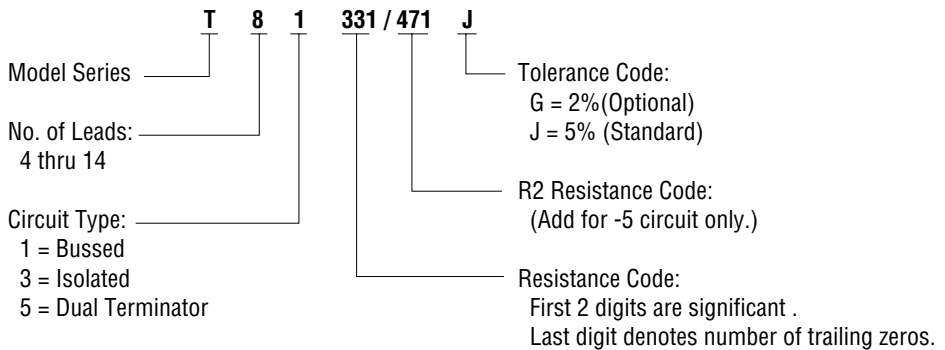 T 8 1 331 / 471 J
Model Series
No. of Leads:
4 thru 14
Circuit Type:
1 = Bussed
3 = Isolated
5 = Dual Terminator
Tolerance Code:
G = 2%(Optional)
J = 5% (Standard)
R2 Resistance Code:
(Add for -5 circuit only.)
Resistance Code:
First 2 digits are significant .
Last digit denotes number of trailing zeros.